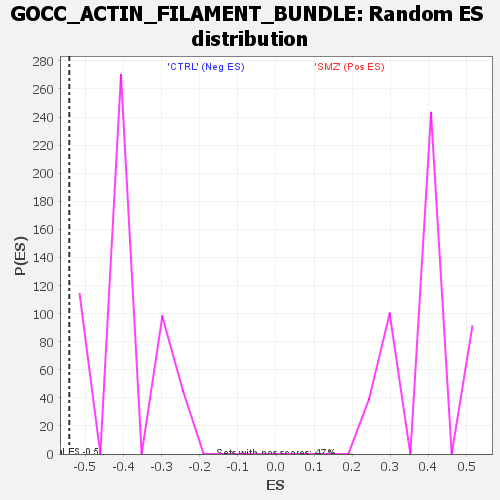 GOCC_ACTIN_FILAMENT_BUNDLE: Random ES
distribution
'CTRL' (Neg ES) 'SMZ' (Pos ES)
280
260
240
220
200
180
160
140
120
100
80
60
40
20
0
P(ES)
Sets with pos scores: 47%
-0.5 -0.4 -0.3 -0.2 -0.1 0.0 0.1 0.2 0.3 0.4 0.5
ES